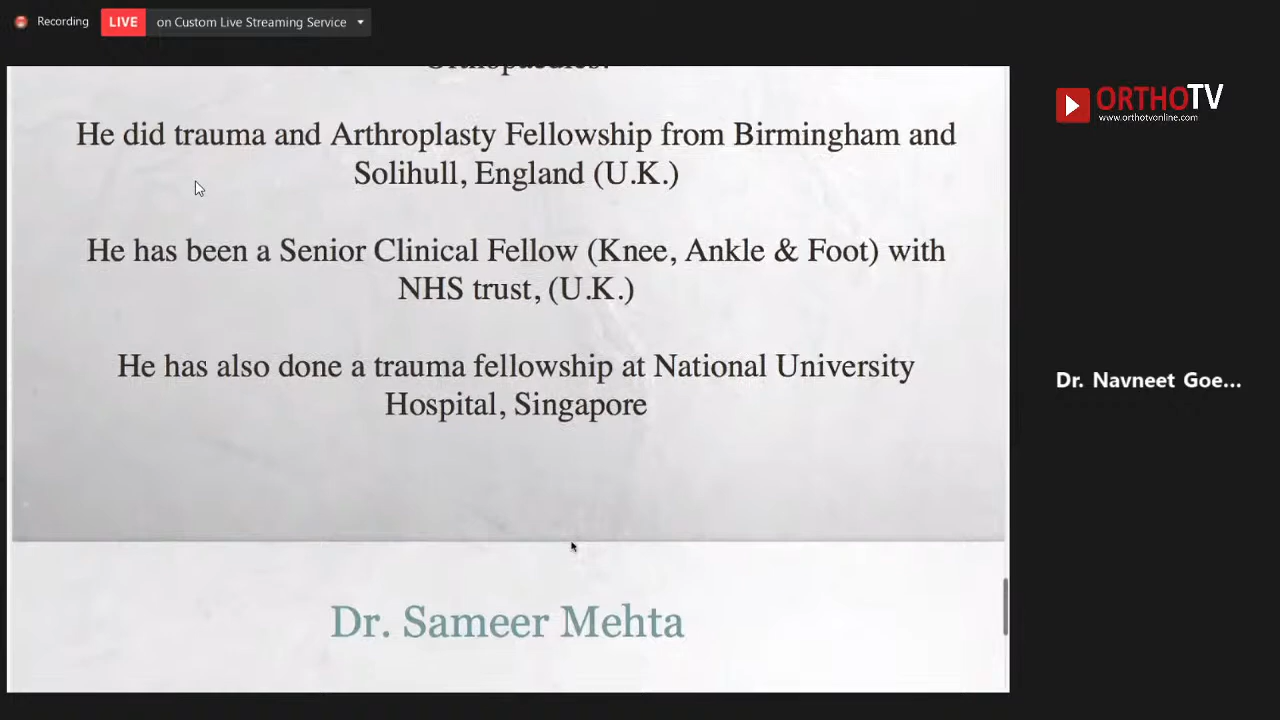 Recording
LIVE on Custom Live Streaming Service
Orthopaedics.
He did trauma and Arthroplasty Fellowship from Birmingham and
Solihull, England (U.K.)
He has been a Senior Clinical Fellow (Knee, Ankle & Foot) with
NHS trust, (U.K.)
He has also done a trauma fellowship at National University
Hospital, Singapore
Dr. Sameer Mehta
ORTHOTV
www.orthotvonline.com
Dr. Navneet Goe...